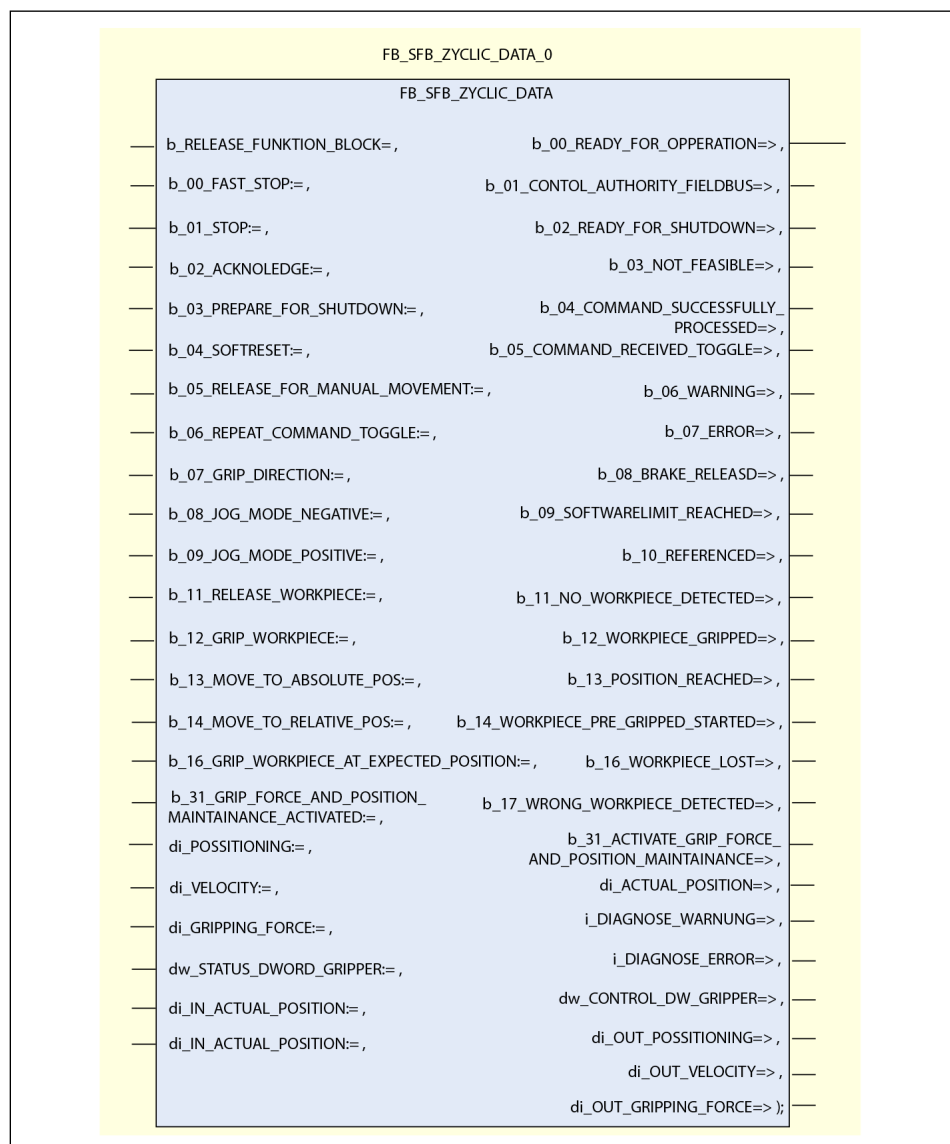 FB_SFB_ZYCLIC_DATA_0
FB_SFB_ZYCLIC_DATA
b_RELEASE_FUNKTION_BLOCK=,
b_00_READY_FOR_OPPERATION=>,
b_00_FAST_STOP:=,
b_01_CONTOL_AUTHORITY_FIELDBUS=>,
b_01_STOP:=,
b_02_READY_FOR_SHUTDOWN=>,
b_02_ACKNOLEDGE:=,
b_03_NOT_FEASIBLE=>,
b_03_PREPARE_FOR_SHUTDOWN:=,
b_04_COMMAND_SUCCESSFULLY_
PROCESSED=>,
b_04_SOFTRESET:=,
b_05_COMMAND_RECEIVED_TOGGLE=>,
b_05_RELEASE_FOR_MANUAL_MOVEMENT:=,
b_06_WARNING=>,
b_06_REPEAT_COMMAND_TOGGLE:=,
b_07_ERROR=>,
b_07_GRIP_DIRECTION:=,
b_08_BRAKE_RELEASD=>,
b_08_JOG_MODE_NEGATIVE:=,
b_09_SOFTWARELIMIT_REACHED=>,
b_09_JOG_MODE_POSITIVE:=,
b_10_REFERENCED=>,
b_11_RELEASE_WORKPIECE:=,
b_11_NO_WORKPIECE_DETECTED=>,
b_12_GRIP_WORKPIECE:=,
b_12_WORKPIECE_GRIPPED=>,
b_13_MOVE_TO_ABSOLUTE_POS:=,
b_13_POSITION_REACHED=>,
b_14_MOVE_TO_RELATIVE_POS:=,
b_14_WORKPIECE_PRE_GRIPPED_STARTED=>,
b_16_GRIP_WORKPIECE_AT_EXPECTED_POSITION:=,
b_16_WORKPIECE_LOST=>,
b_31_GRIP_FORCE_AND_POSITION_
MAINTAINANCE_ACTIVATED:=,
b_17_WRONG_WORKPIECE_DETECTED=>,
di_POSSITIONING:=,
b_31_ACTIVATE_GRIP_FORCE_
AND_POSITION_MAINTAINANCE=>,
di_VELOCITY:=,
di_ACTUAL_POSITION=>,
di_GRIPPING_FORCE:=,
i_DIAGNOSE_WARNUNG=>,
dw_STATUS_DWORD_GRIPPER:=,
i_DIAGNOSE_ERROR=>,
di_IN_ACTUAL_POSITION:=,
dw_CONTROL_DW_GRIPPER=>,
di_IN_ACTUAL_POSITION:=,
di_OUT_POSSITIONING=>,
di_OUT_VELOCITY=>,
di_OUT_GRIPPING_FORCE=> );